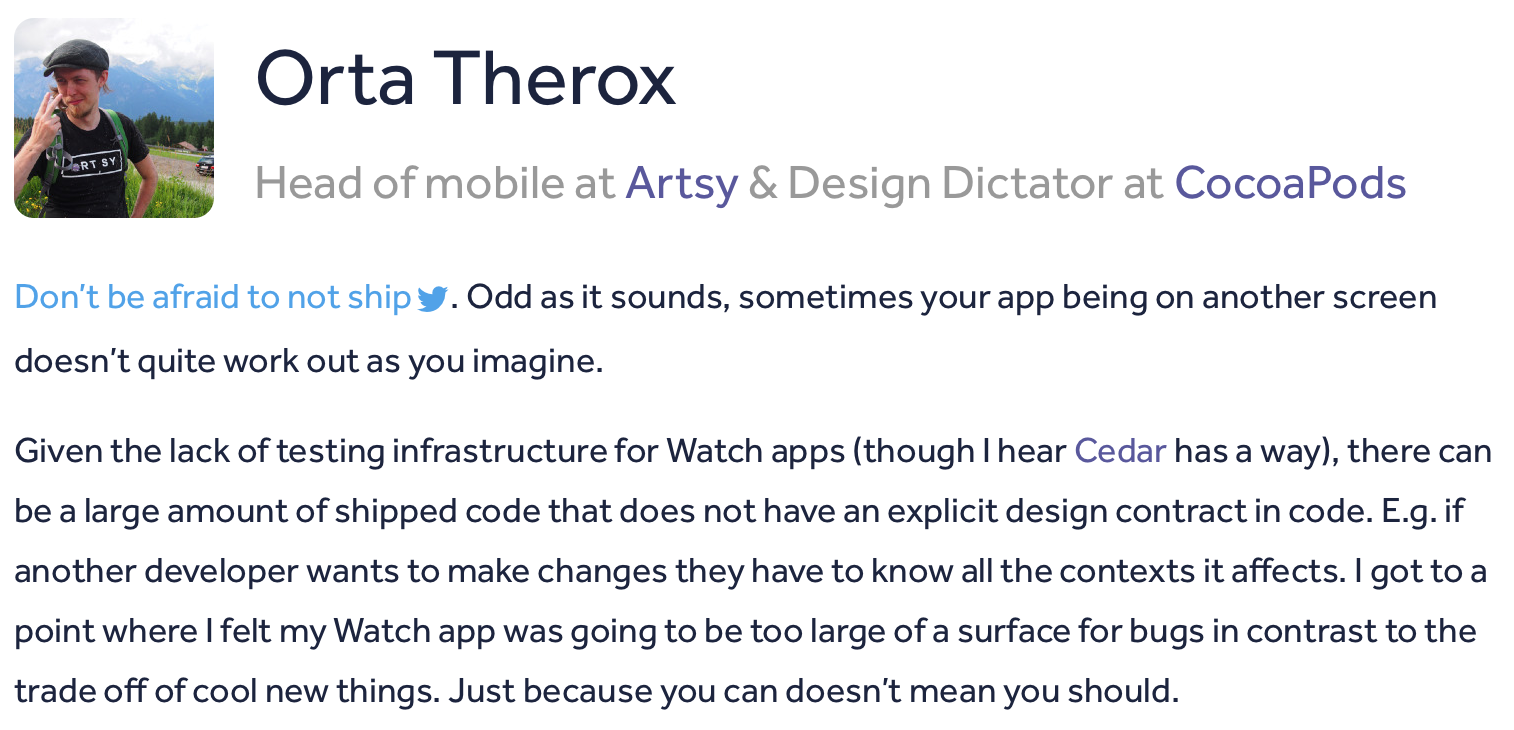 Orta Therox
Head of mobile at Artsy & Design Dictator at CocoaPods
ARTSY
Don’t be afraid to not ship. Odd as it sounds, sometimes your app being on another screen
doesn’t quite work out as you imagine.
Given the lack of testing infrastructure for Watch apps (though I hear Cedar has a way), there can
be a large amount of shipped code that does not have an explicit design contract in code. E.g. if
another developer wants to make changes they have to know all the contexts it affects. I got to a
point where I felt my Watch app was going to be too large of a surface for bugs in contrast to the
trade off of cool new things. Just because you can doesn’t mean you should.